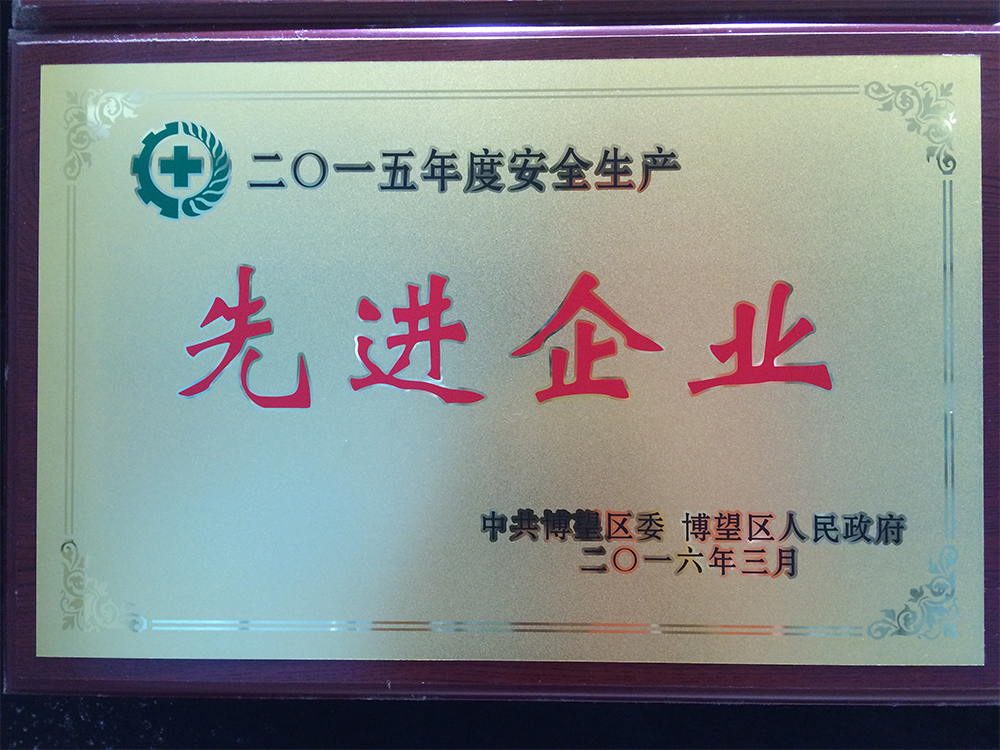 二〇一五年度安全生产
先进企业
中共博望区委 博望区人民政府
二〇一六年三月